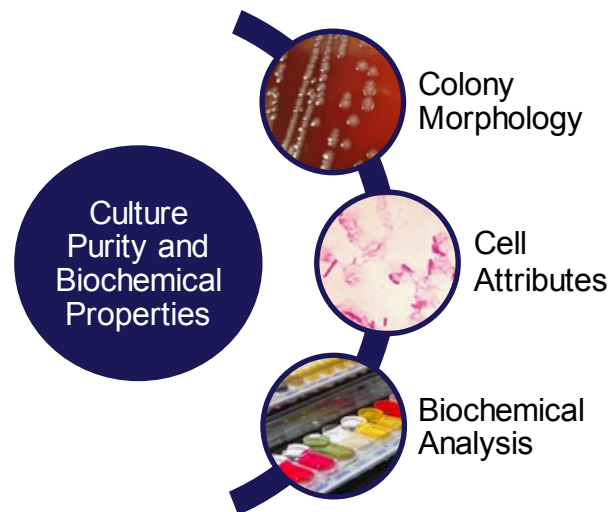 Colony
Morphology
Culture
Purity and
Biochemical
Properties
Cell
Attributes
Biochemical
Analysis